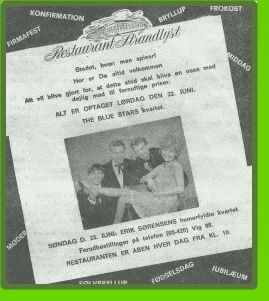 KONFIRMATION
BRYLLUP
FROKOST
FIRMAFEST
MIDDAG
Restaurant Strandlyst
Stedet, hvor man spiser!
Her er De altid velkommen
Alt vil blive gjort for, at dette sted skal blive en oase med
dejlig mad til fornuftige priser.
ALT ER OPTAGET LØRDAG DEN 22. JUNI.
THE BLUE STARS kvartet.
SØNDAG D. 23. JUNI: ERIK SØRENSENS humørfyldte kvartet.
Forudbestillinger på telefon (03-420) Vig 99.
RESTAURANTEN ER ÅBEN HVER DAG FRA KL. 10.
FØDSELSDAG
JUBILÆUM